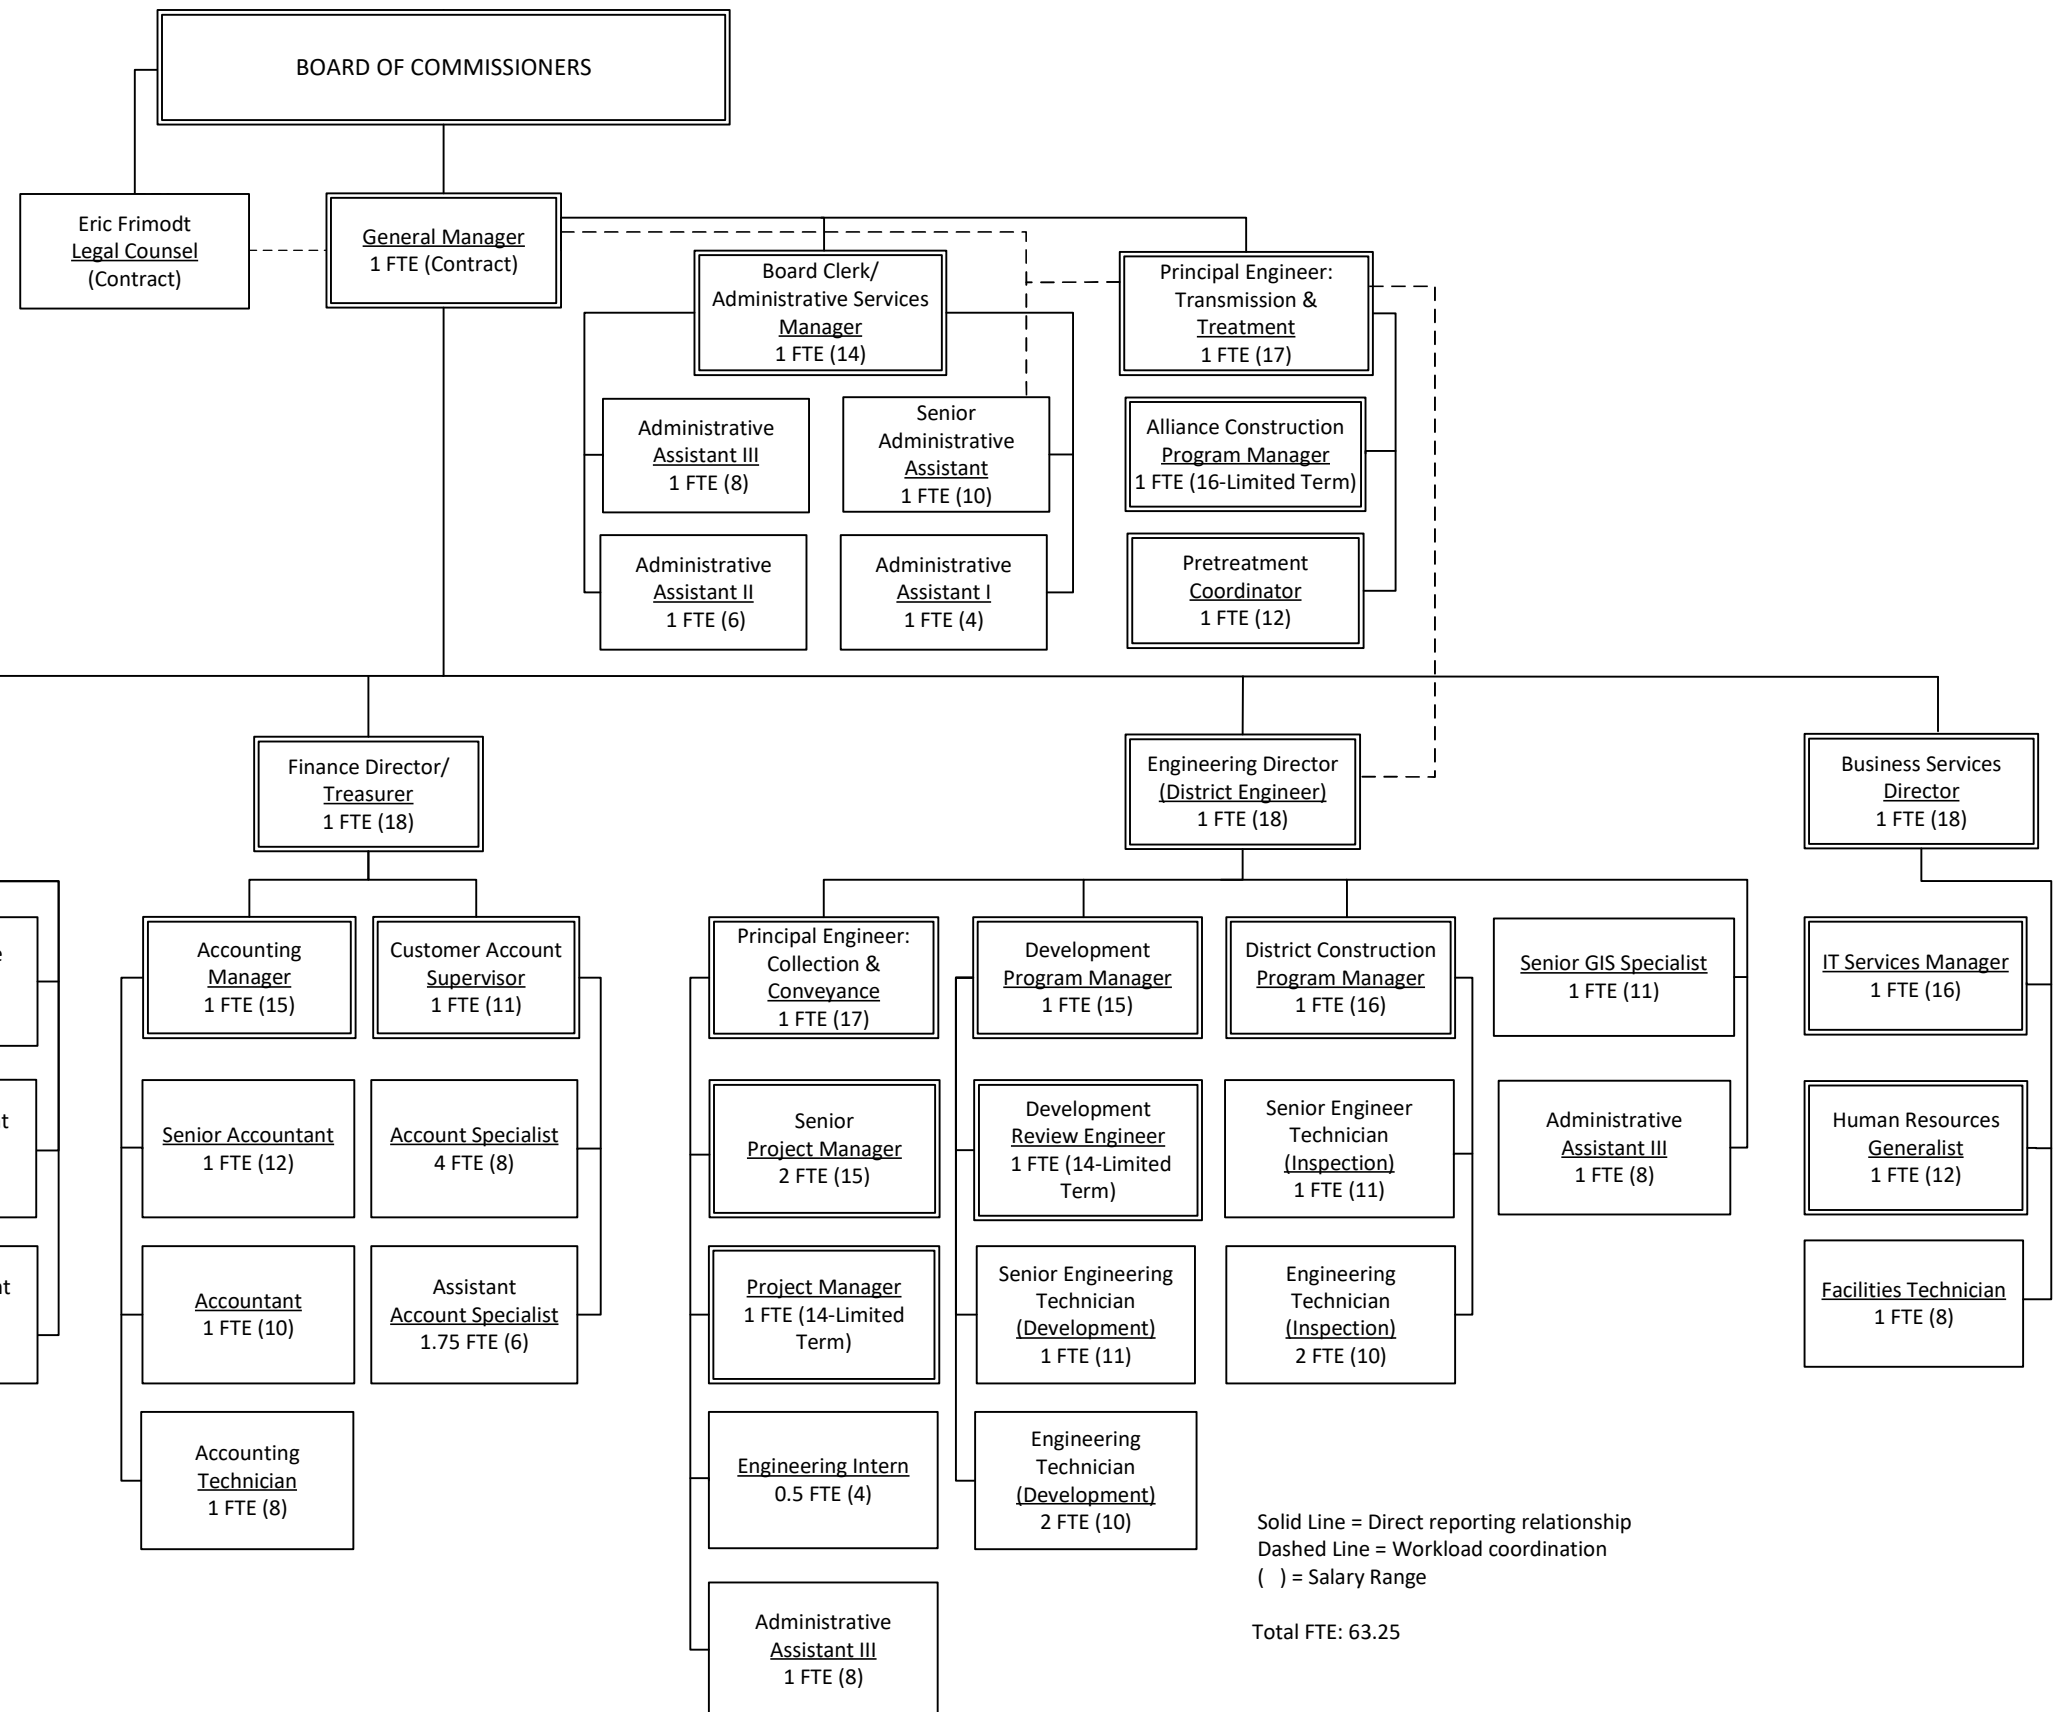 BOARD OF COMMISSIONERS
Eric Frimodt
Legal Counsel
(Contract)
General Manager
1 FTE (Contract)
Board Clerk/
Administrative Services
Manager
1 FTE (14)
Principal Engineer:
Transmission &
Treatment
1 FTE (17)
Administrative
Assistant III
1 FTE (8)
Senior
Administrative
Assistant
1 FTE (10)
Alliance Construction
Program Manager
1 FTE (16-Limited Term)
Administrative
Assistant II
1 FTE (6)
Administrative
Assistant I
1 FTE (4)
Pretreatment
Coordinator
1 FTE (12)
Finance Director/
Treasurer
1 FTE (18)
Engineering Director
(District Engineer)
1 FTE (18)
Business Services
Director
1 FTE (18)
Accounting
Manager
1 FTE (15)
Customer Account
Supervisor
1 FTE (11)
Principal Engineer:
Collection &
Conveyance
1 FTE (17)
Development
Program Manager
1 FTE (15)
District Construction
Program Manager
1 FTE (16)
Senior GIS Specialist
1 FTE (11)
IT Services Manager
1 FTE (16)
Senior Accountant
1 FTE (12)
Account Specialist
4 FTE (8)
Senior
Project Manager
2 FTE (15)
Development
Review Engineer
1 FTE (14-Limited
Term)
Senior Engineer
Technician
(Inspection)
1 FTE (11)
Administrative
Assistant III
1 FTE (8)
Human Resources
Generalist
1 FTE (12)
Accountant
1 FTE (10)
Assistant
Account Specialist
1.75 FTE (6)
Project Manager
1 FTE (14-Limited
Term)
Senior Engineering
Technician
(Development)
1 FTE (11)
Engineering
Technician
(Inspection)
2 FTE (10)
Facilities Technician
1 FTE (8)
Accounting
Technician
1 FTE (8)
Engineering Intern
0.5 FTE (4)
Engineering
Technician
(Development)
2 FTE (10)
Administrative
Assistant III
1 FTE (8)
Solid Line = Direct reporting relationship
Dashed Line = Workload coordination
( ) = Salary Range
Total FTE: 63.25